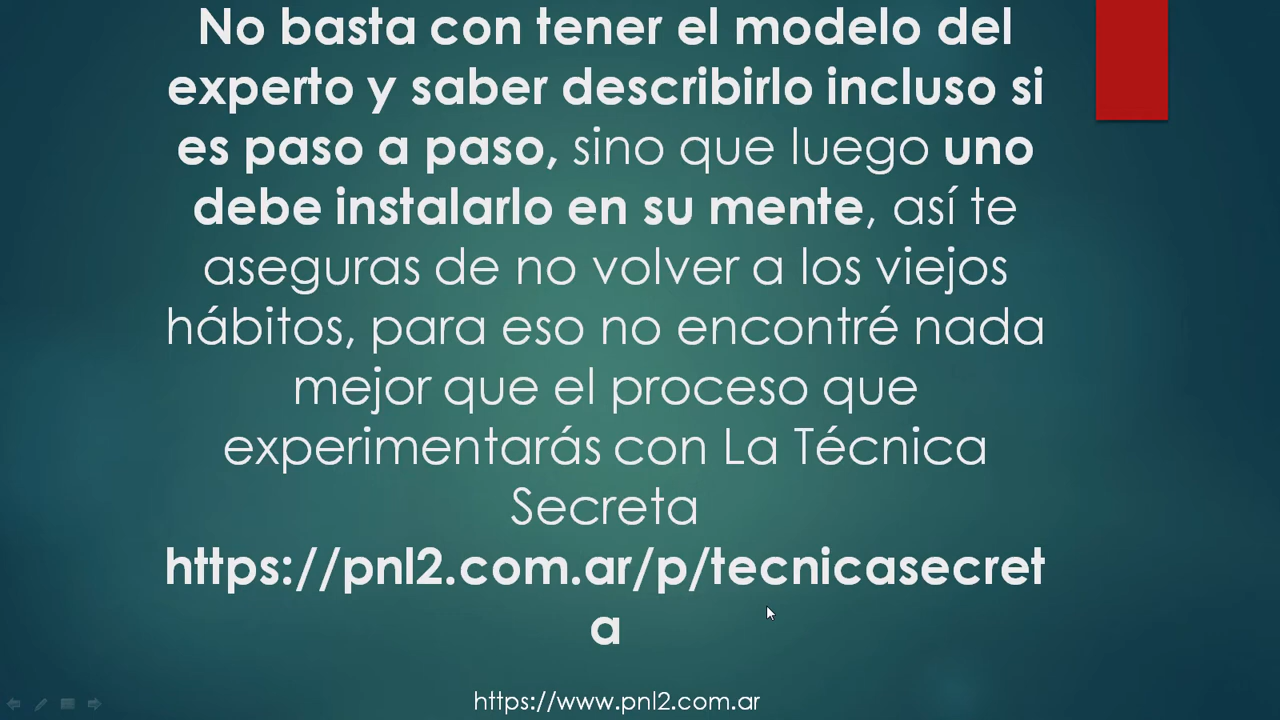 No basta con tener el modelo del
experto y saber describirlo incluso si
es paso a paso, sino que luego uno
debe instalarlo en su mente, así te
aseguras de no volver a los viejos
hábitos, para eso no encontré nada
mejor que el proceso que
experimentarás con La Técnica
Secreta
https://pnl2.com.ar/p/tecnicasecret
a
https://www.pnl2.com.ar